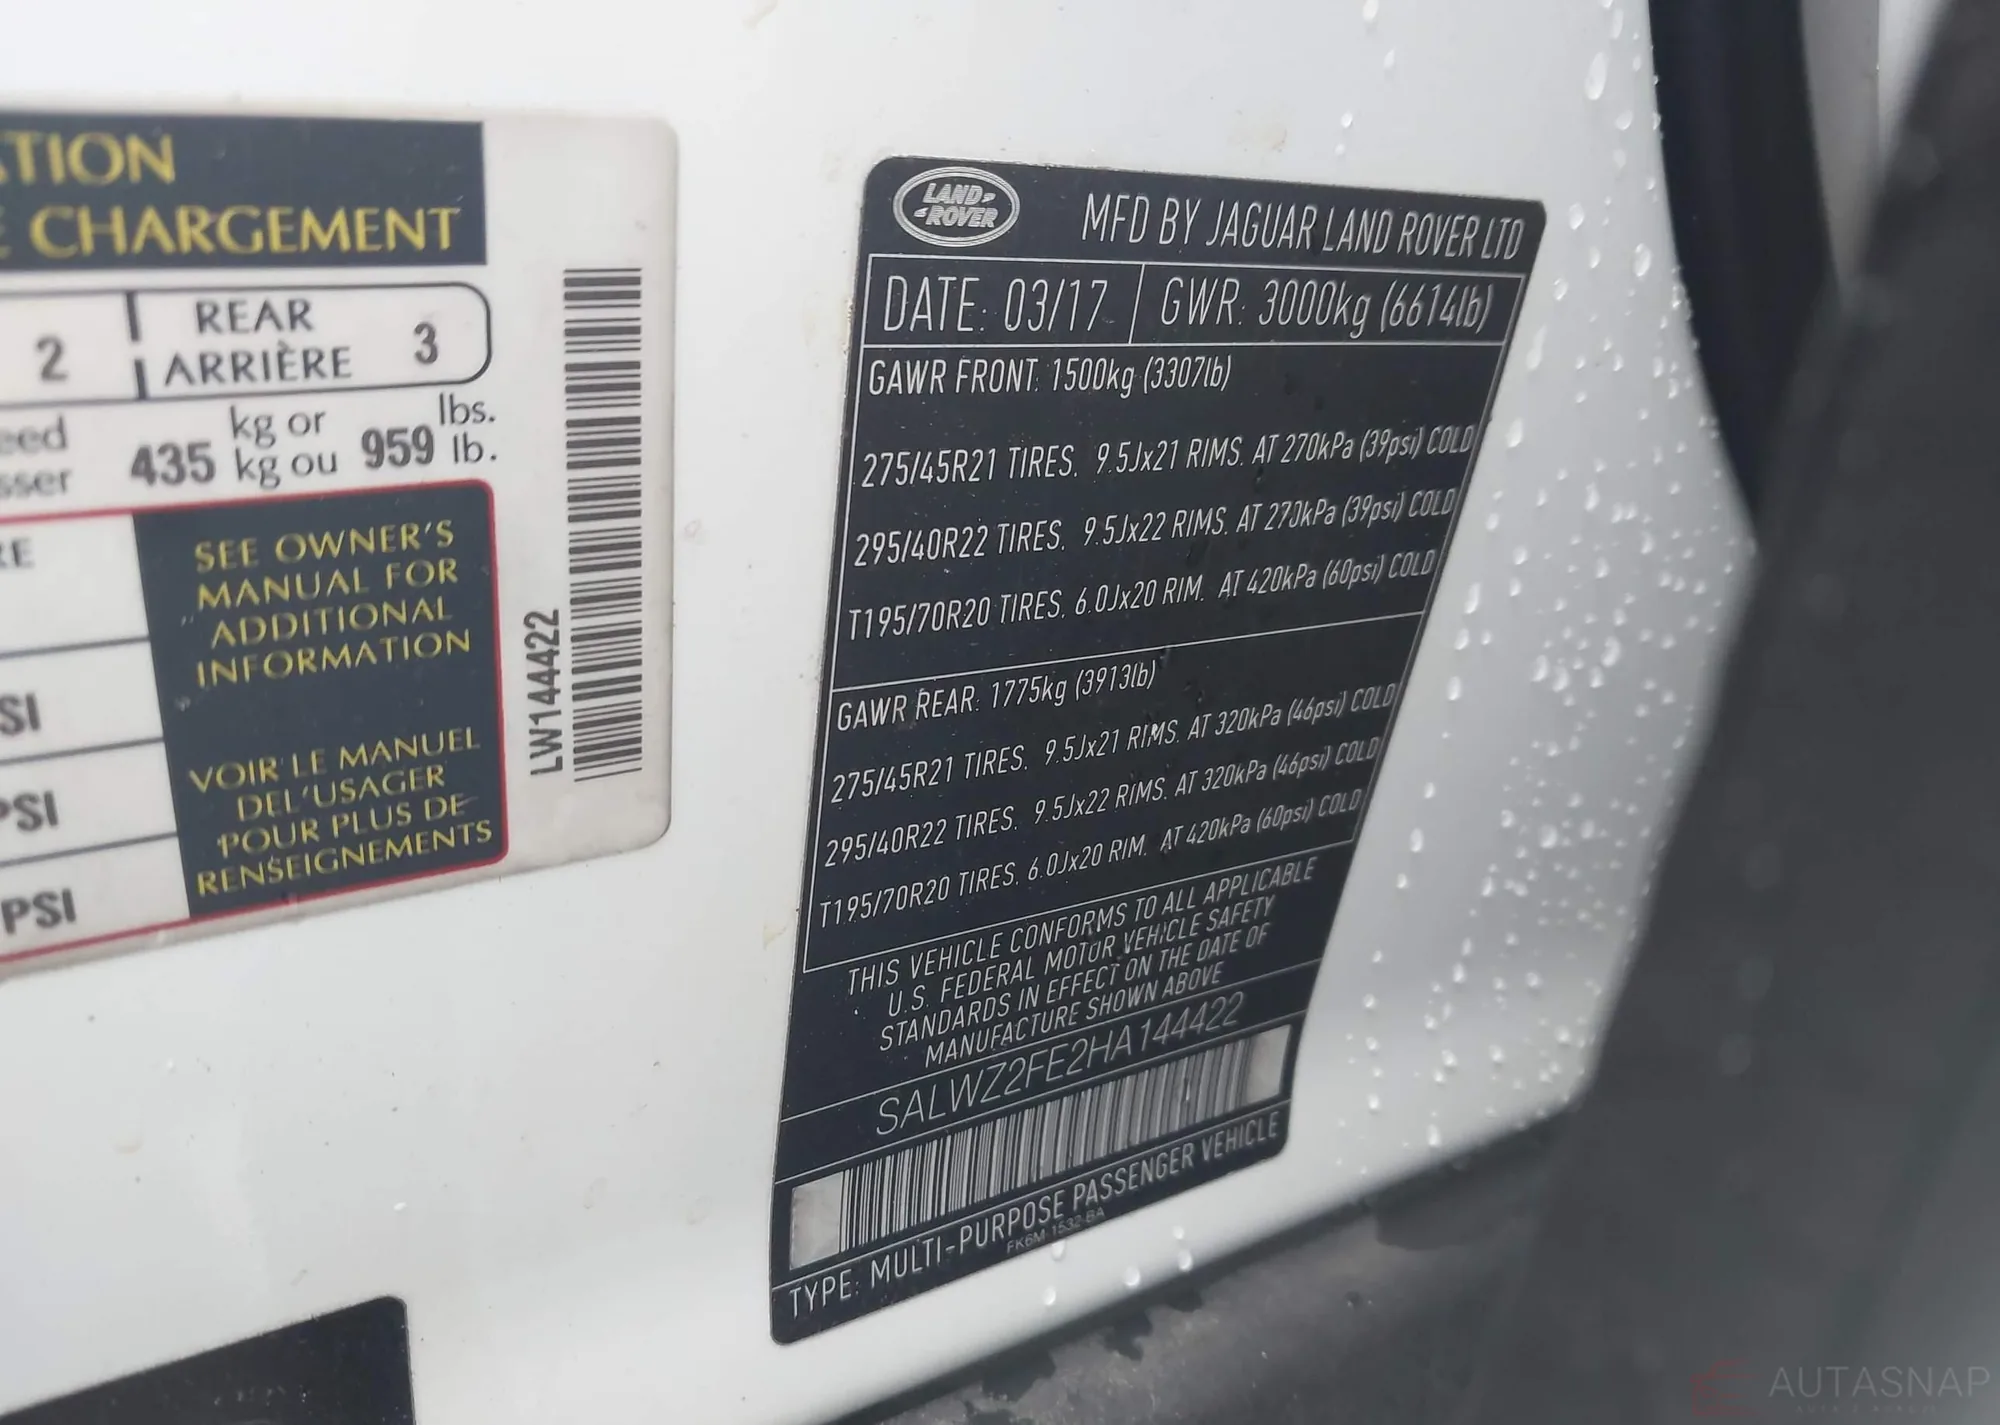 TION
E CHARGEMENT
2 REAR ARRIÈRE 3
eed kg or lbs.
sser 435 kg ou 959 lb.
RE
SEE OWNER'S
MANUAL FOR
ADDITIONAL
INFORMATION
VOIR LE MANUEL
DEL'USAGER
POUR PLUS DE
RENSEIGNEMENTS
SI
PSI
PSI
LW144422
LAND-
-ROVER
MFD BY JAGUAR LAND ROVER LTD
DATE: 03/17 GWR: 3000kg (6614lb)
GAWR FRONT: 1500kg (3307lb)
275/45R21 TIRES. 9.5Jx21 RIMS. AT 270kPa (39psi) COLD
295/40R22 TIRES. 9.5Jx22 RIMS. AT 270kPa (39psi) COLD
T195/70R20 TIRES. 6.0Jx20 RIM. AT 420kPa (60psi) COLD
GAWR REAR: 1775kg (3913lb)
275/45R21 TIRES. 9.5Jx21 RIMS. AT 320kPa (46psi) COLD
295/40R22 TIRES. 9.5Jx22 RIMS. AT 320kPa (46psi) COLD
T195/70R20 TIRES. 6.0Jx20 RIM. AT 420kPa (60psi) COLD
THIS VEHICLE CONFORMS TO ALL APPLICABLE
U.S. FEDERAL MOTOR VEHICLE SAFETY
STANDARDS IN EFFECT ON THE DATE OF
MANUFACTURE SHOWN ABOVE
SALWZ2FE2HA144422
TYPE: MULTI-PURPOSE PASSENGER VEHICLE
FK6M-1532-BA
AUTASNAP